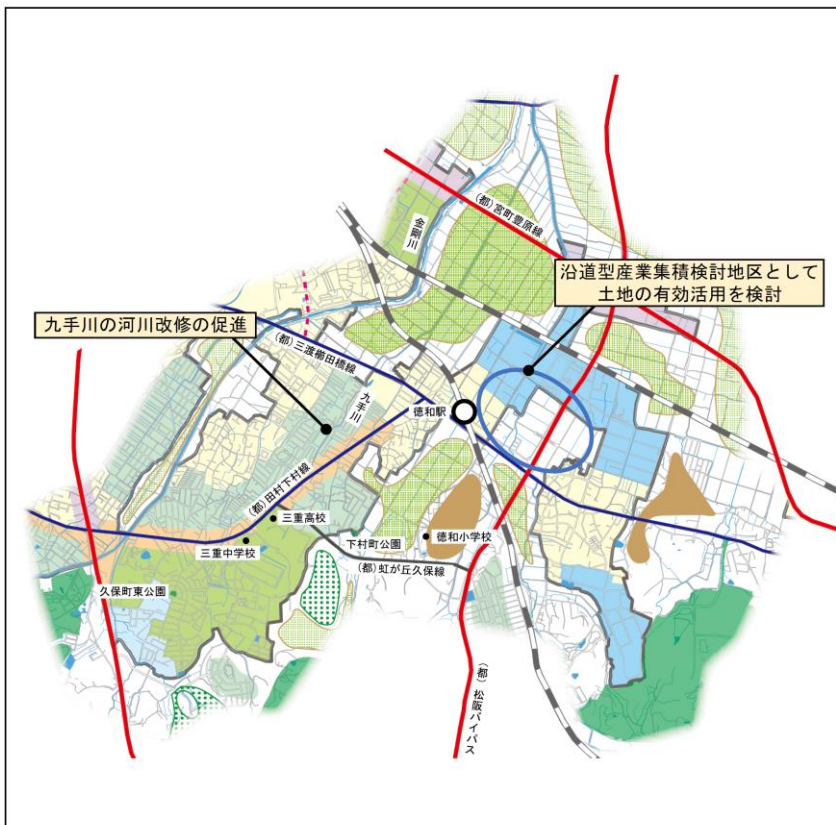 (都)宮町豊原線
金剛川
沿道型産業集積検討地区として
土地の有効活用を検討
九手川の河川改修の促進
(都)三渡櫛田橋線
九手川
徳和駅
(都)田村下村線
三重高校
下村町公園
徳和小学校
三重中学校
(都)虹が丘久保線
久保町東公園
(都)松阪バイパス